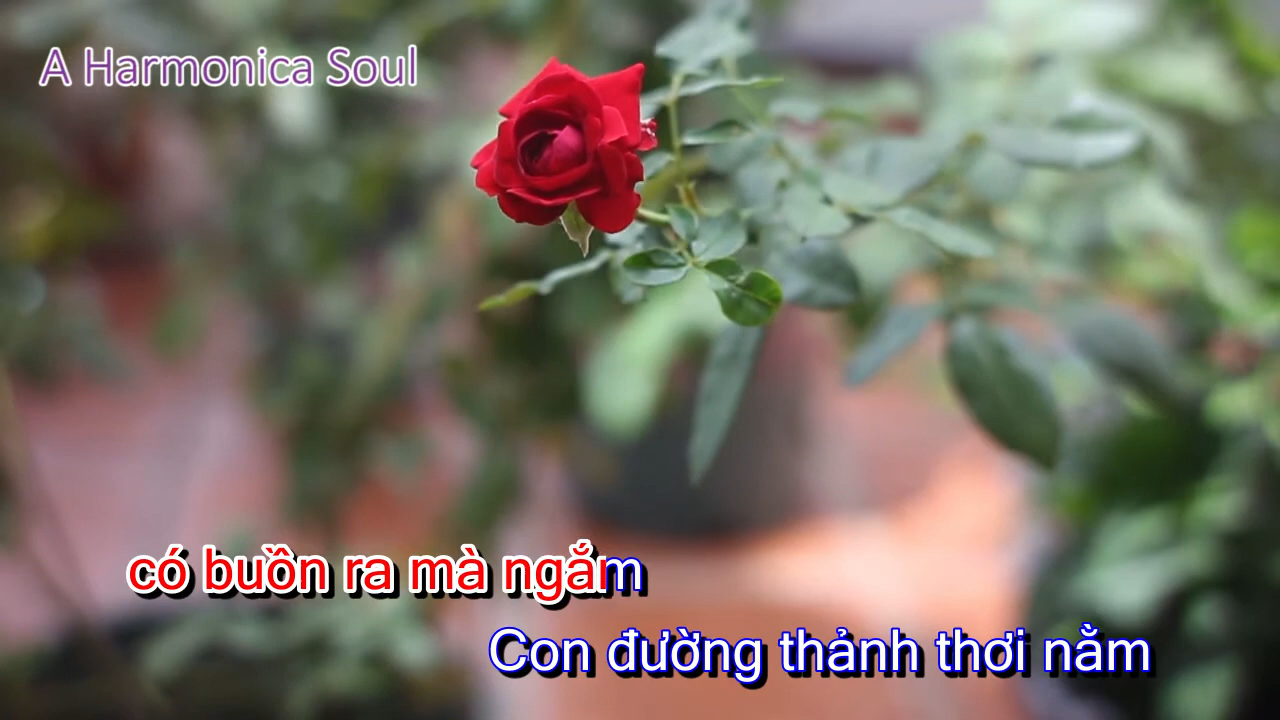 A Harmonica Soul
có buồn ra mà ngắm
Con đường thảnh thơi nằm